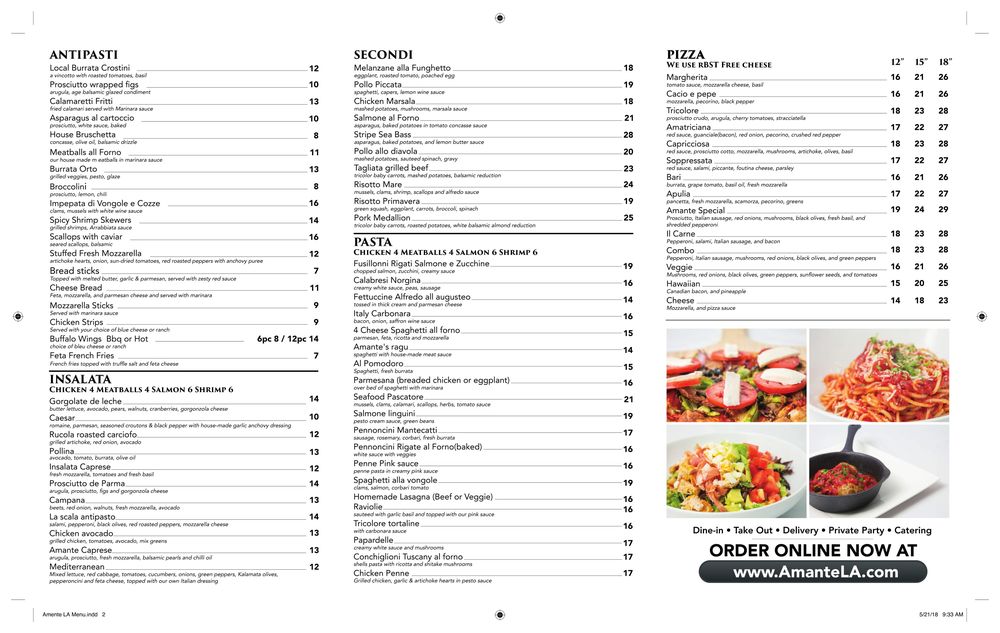 ANTIPASTI
Local Burrata Crostini 12
a vincotto with roasted tomatoes, basil
Prosciutto wrapped figs 10
arugula, age balsamic glazed condiment
Calamaretti Fritti 13
fried calamari served with Marinara sauce
Asparagus al cartoccio 10
prosciutto, white sauce, baked
House Bruschetta 8
concasse, olive oil, balsamic drizzle
Meatballs all Forno 11
our house made m eatballs in marinara sauce
Burrata Orto 13
grilled veggies, pesto, glaze
Broccolini 8
prosciutto, lemon, chili
Impepata di Vongole e Cozze 16
clams, mussels with white wine sauce
Spicy Shrimp Skewers 14
grilled shrimps, Arrabbiata sauce
Scallops with caviar 16
seared scallops, balsamic
Stuffed Fresh Mozzarella 12
artichoke hearts, onion, sun-dried tomatoes, red roasted peppers with anchovy puree
Bread sticks 7
Topped with melted butter, garlic & parmesan, served with zesty red sauce
Cheese Bread 11
Feta, mozzarella, and parmesan cheese and served with marinara
Mozzarella Sticks 9
Served with marinara sauce
Chicken Strips 9
Served with your choice of blue cheese or ranch
Buffalo Wings Bbq or Hot 6pc 8 / 12pc 14
choice of bleu cheese or ranch
Feta French Fries 7
French fries topped with truffle salt and feta cheese
INSALATA
CHICKEN 4 MEATBALLS 4 SALMON 6 SHRIMP 6
Gorgolate de leche 14
butter lettuce, avocado, pears, walnuts, cranberries, gorgonzola cheese
Caesar 10
romaine, parmesan, seasoned croutons & black pepper with house-made garlic anchovy dressing
Rucola roasted carciofo 12
grilled artichoke, red onion, avocado
Pollina 13
avocado, tomato, burrata, olive oil
Insalata Caprese 12
fresh mozzarella, tomatoes and fresh basil
Prosciutto de Parma 14
arugula, prosciutto, figs and gorgonzola cheese
Campana 13
beets, red onion, walnuts, fresh mozzarella, avocado
La scala antipasto 14
salami, pepperoni, black olives, red roasted peppers, mozzarella cheese
Chicken avocado 13
grilled chicken, tomatoes, avocado, mix greens
Amante Caprese 13
arugula, prosciutto, fresh mozzarella, balsamic pearls and chilli oil
Mediterranean 12
Mixed lettuce, red cabbage, tomatoes, cucumbers, onions, green peppers, Kalamata olives,
pepperoncini and feta cheese, topped with our own Italian dressing
SECONDI
Melanzane alla Funghetto 18
eggplant, roasted tomato, poached egg
Pollo Piccata 19
spaghetti, capers, lemon wine sauce
Chicken Marsala 18
mashed potatoes, mushrooms, marsala sauce
Salmone al Forno 21
asparagus, baked potatoes in tomato concasse sauce
Stripe Sea Bass 28
asparagus, baked potatoes, and lemon butter sauce
Pollo allo diavola 20
mashed potatoes, sauteed spinach, gravy
Tagliata grilled beef 23
tricolor baby carrots, mashed potatoes, balsamic reduction
Risotto Mare 24
mussels, clams, shrimp, scallops and alfredo sauce
Risotto Primavera 19
green squash, eggplant, carrots, broccoli, spinach
Pork Medallion 25
tricolor baby carrots, roasted potatoes, white balsamic almond reduction
PASTA
CHICKEN 4 MEATBALLS 4 SALMON 6 SHRIMP 6
Fusillonni Rigati Salmone e Zucchine 19
chopped salmon, zucchini, creamy sauce
Calabresi Norgina 16
creamy white sauce, peas, sausage
Fettuccine Alfredo all augusteo 14
tossed in thick cream and parmesan cheese
Italy Carbonara 16
bacon, onion, saffron wine sauce
4 Cheese Spaghetti all forno 15
parmesan, feta, ricotta and mozzarella
Amante's ragu 14
spaghetti with house-made meat sauce
Al Pomodoro 15
Spaghetti, fresh burrata
Parmesana (breaded chicken or eggplant) 16
over bed of spaghetti with marinara
Seafood Pascatore 21
mussels, clams, calamari, scallops, herbs, tomato sauce
Salmone linguini 19
pesto cream sauce, green beans
Pennoncini Mantecatti 17
sausage, rosemary, corbari, fresh burrata
Pennoncini Rigate al Forno(baked) 16
white sauce with veggies
Penne Pink sauce 16
penne pasta in creamy pink sauce
Spaghetti alla vongole 19
clams, salmon, corbari tomato
Homemade Lasagna (Beef or Veggie) 16
Raviolie 16
sauteed with garlic basil and topped with our pink sauce
Tricolore tortaline 16
with carbonara sauce
Papardelle 17
creamy white sauce and mushrooms
Conchiglioni Tuscany al forno 17
shells pasta with ricotta and shitake mushrooms
Chicken Penne 17
Grilled chicken, garlic & artichoke hearts in pesto sauce
PIZZA 12" 15" 18"
WE USE RBST FREE CHEESE
Margherita 16 21 26
tomato sauce, mozzarella cheese, basil
Cacio e pepe 16 21 26
mozzarella, pecorino, black pepper
Tricolore 18 23 28
prosciutto crudo, arugula, cherry tomatoes, stracciatella
Amatriciana 17 22 27
red sauce, guanciale(bacon), red onion, pecorino, crushed red pepper
Capricciosa 18 23 28
red sauce, prosciutto cotto, mozzarella, mushrooms, artichoke, olives, basil
Soppressata 17 22 27
red sauce, salami, piccante, foutina cheese, parsley
Bari 16 21 26
burrata, grape tomato, basil oil, fresh mozzarella
Apulia 17 22 27
pancetta, fresh mozzarella, scamorza, pecorino, greens
Amante Special 19 24 29
Prosciutto, Italian sausage, red onions, mushrooms, black olives, fresh basil, and
shredded pepperoni
Il Carne 18 23 28
Pepperoni, salami, Italian sausage, and bacon
Combo 18 23 28
Pepperoni, Italian sausage, mushrooms, red onions, black olives, and green peppers
Veggie 16 21 26
Mushrooms, red onions, black olives, green peppers, sunflower seeds, and tomatoes
Hawaiian 15 20 25
Canadian bacon, and pineapple
Cheese 14 18 23
Mozzarella, and pizza sauce
Dine-in • Take Out • Delivery • Private Party • Catering
ORDER ONLINE NOW AT
www.AmanteLA.com
Amente LA Menu.indd 2
5/21/18 9:33 AM